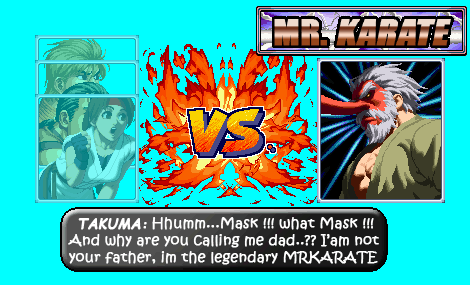 MR. KARATE
VS
TAKUMA: Hhumm...Mask !!! what Mask !!!
And why are you Calling me dad..?? I'am not
your father, im the legendary MRKARATE